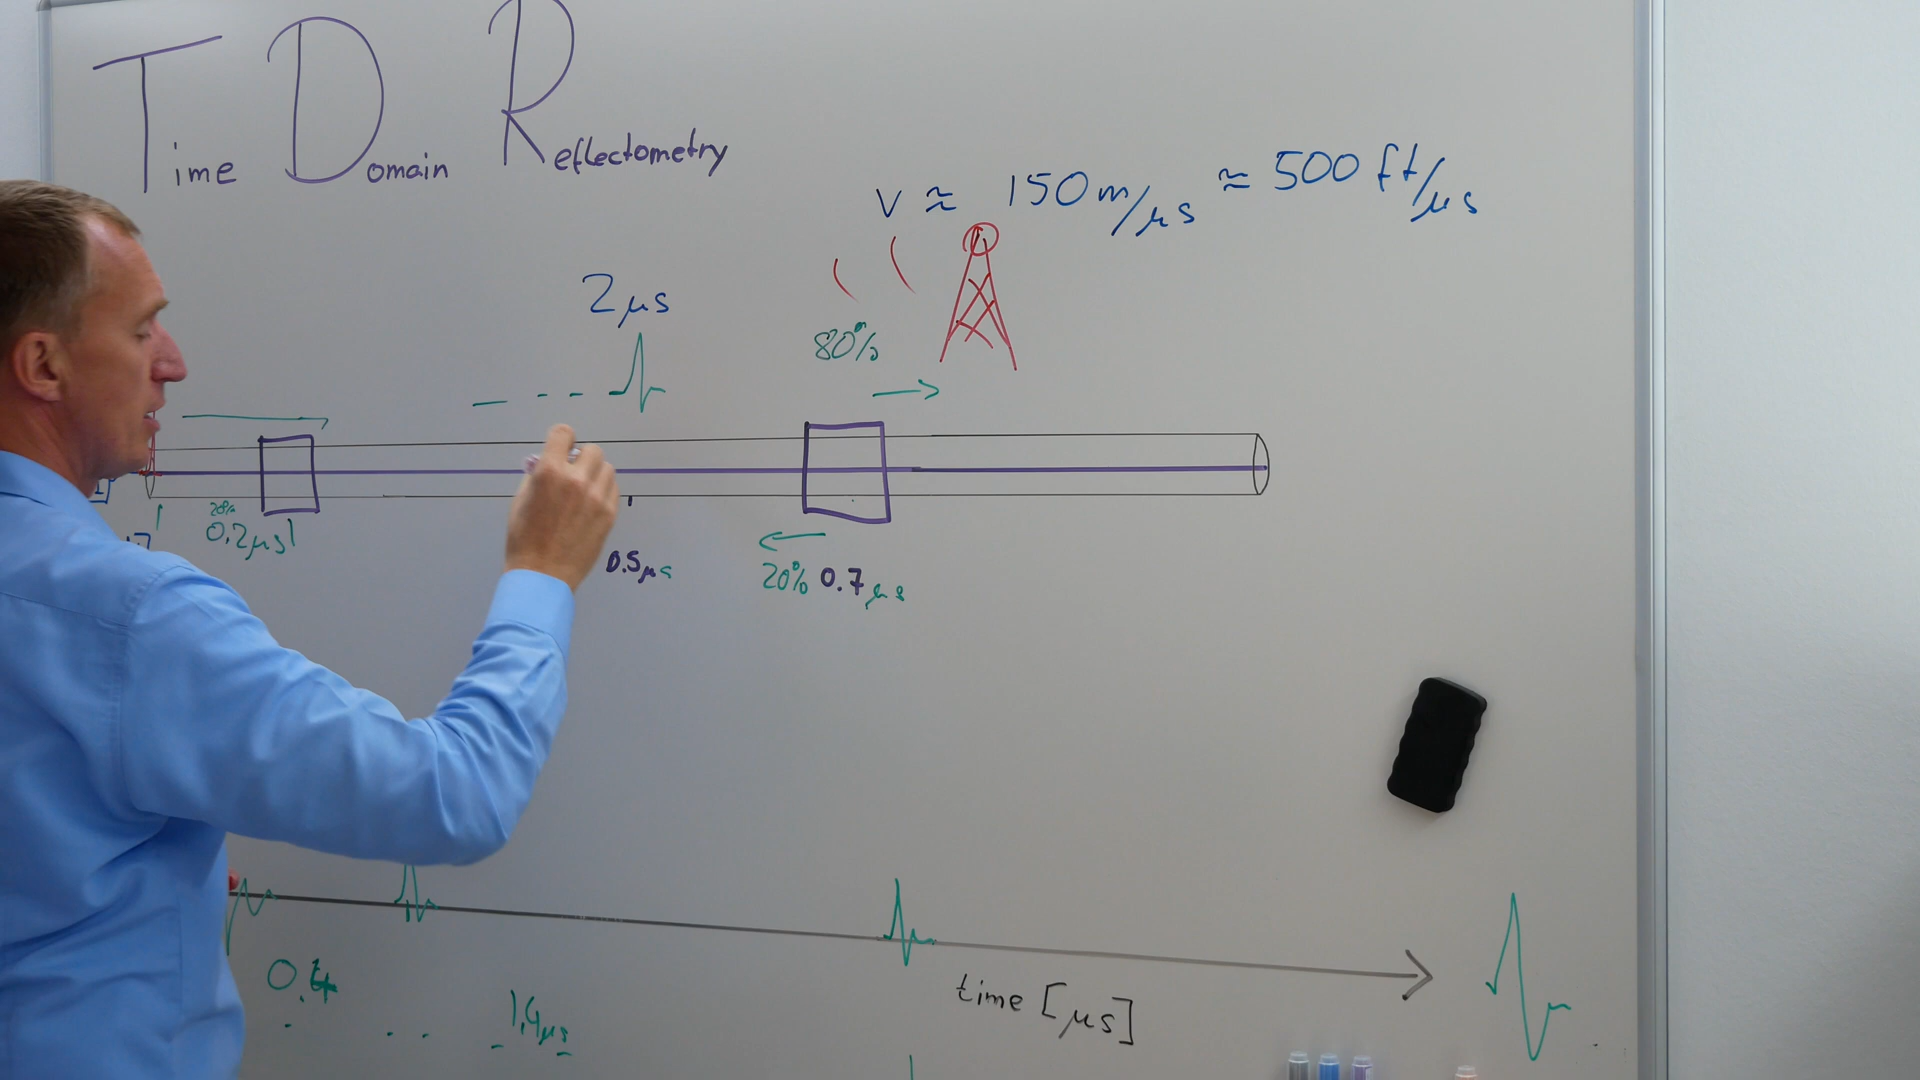 Time Domain Reflectometry
v ≈ 150 m/μs ≈ 500 ft/μs
2 μs
80%
20%
0.2 μs
0.5 μs
20% 0.7 μs
0.4
1,4 μs
time [μs]